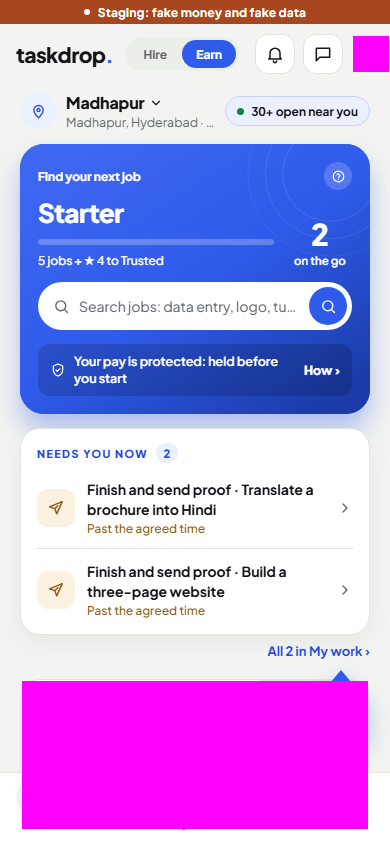 Staging: fake money and fake data
taskdrop.
Hire
Earn
Madhapur
Madhapur, Hyderabad · ...
30+ open near you
Find your next job
Starter
2
5 jobs + ★ 4 to Trusted
on the go
Search jobs: data entry, logo, tu...
Your pay is protected: held before
you start
How ›
NEEDS YOU NOW
2
Finish and send proof · Translate a
brochure into Hindi
Past the agreed time
Finish and send proof · Build a
three-page website
Past the agreed time
All 2 in My work ›